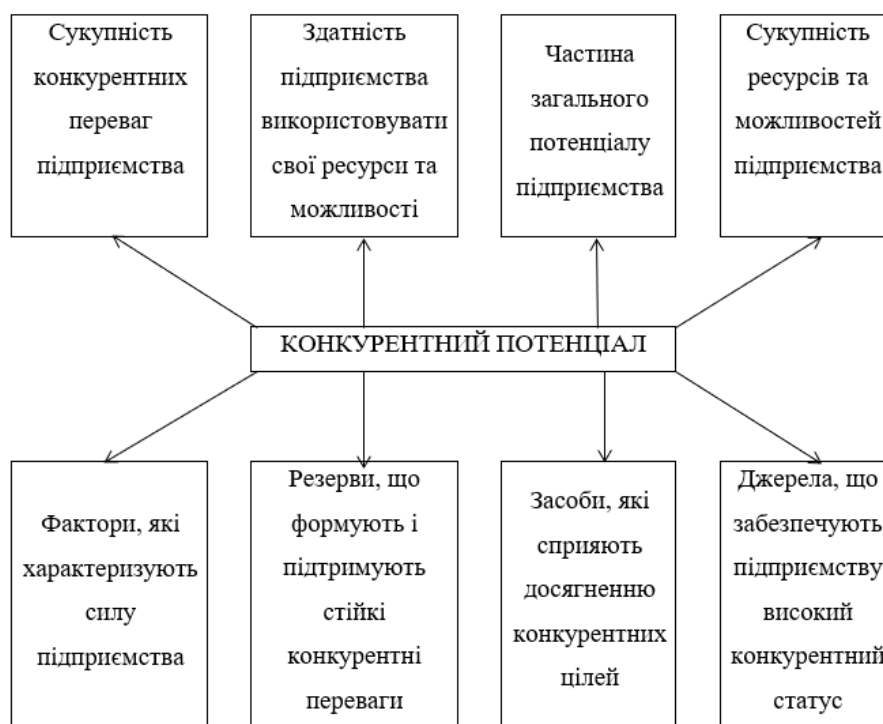 Сукупність
конкурентних
переваг
підприємства
Здатність
підприємства
використовувати
свої ресурси та
можливості
Частина
загального
потенціалу
підприємства
Сукупність
ресурсів та
можливостей
підприємства
КОНКУРЕНТНИЙ ПОТЕНЦІАЛ
Фактори, які
характеризують
силу
підприємства
Резерви, що
формують і
підтримують
стійкі
конкурентні
переваги
Засоби, які
сприяють
досягненню
конкурентних
цілей
Джерела, що
забезпечують
підприємству
високий
конкурентний
статус